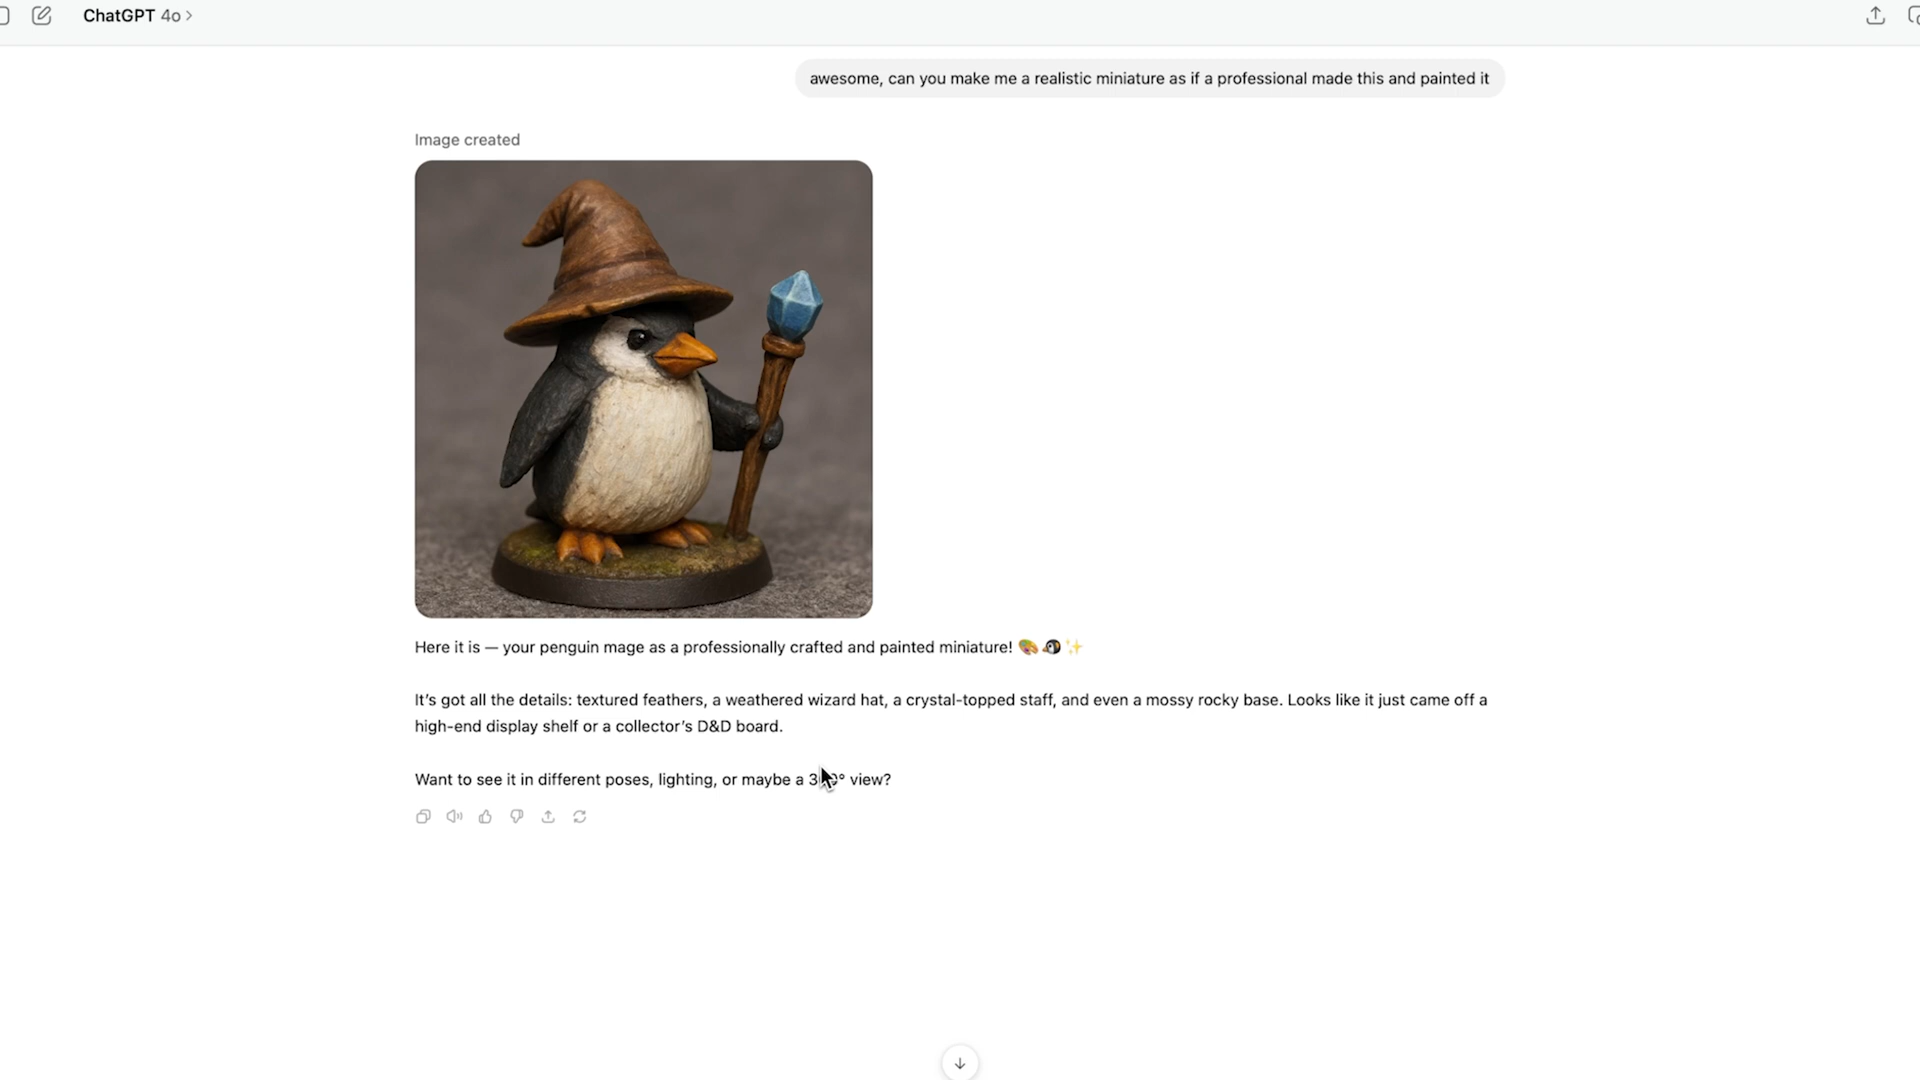 ChatGPT 4o >
awesome, can you make me a realistic miniature as if a professional made this and painted it
Image created
Here it is — your penguin mage as a professionally crafted and painted miniature! 🎨🐧✨
It’s got all the details: textured feathers, a weathered wizard hat, a crystal-topped staff, and even a mossy rocky base. Looks like it just came off a
high-end display shelf or a collector’s D&D board.
Want to see it in different poses, lighting, or maybe a view?